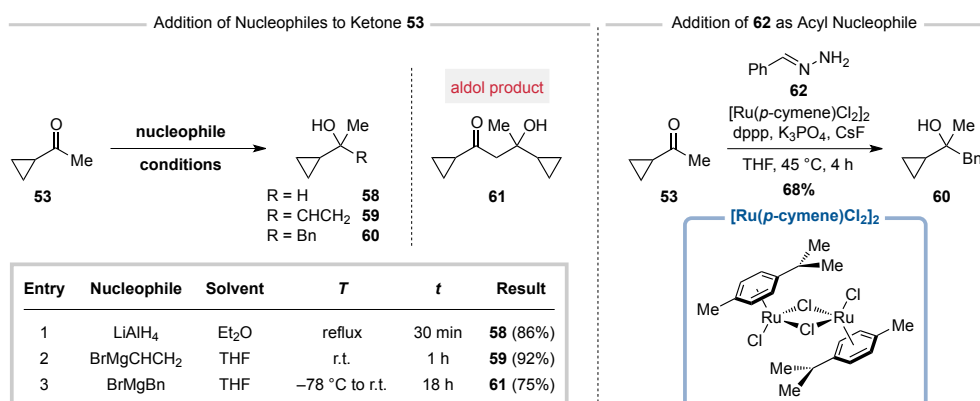 Addition of Nucleophiles to Ketone 53
O
Me
53
nucleophile
conditions
HO Me
R
R = H 58
R = CHCH₂ 59
R = Bn 60
aldol product
O Me OH
61
Entry Nucleophile Solvent T t Result
1 LiAlH₄ Et₂O reflux 30 min 58 (86%)
2 BrMgCHCH₂ THF r.t. 1 h 59 (92%)
3 BrMgBn THF –78 °C to r.t. 18 h 61 (75%)
Addition of 62 as Acyl Nucleophile
Ph N NH₂
62
[Ru(p-cymene)Cl₂]₂
dppp, K₃PO₄, CsF
THF, 45 °C, 4 h
68%
O
Me
53
HO Me
Bn
60
[Ru(p-cymene)Cl₂]₂
Me
Me
Me
Cl Cl
Ru Ru
Cl Cl
Me
Me
Me